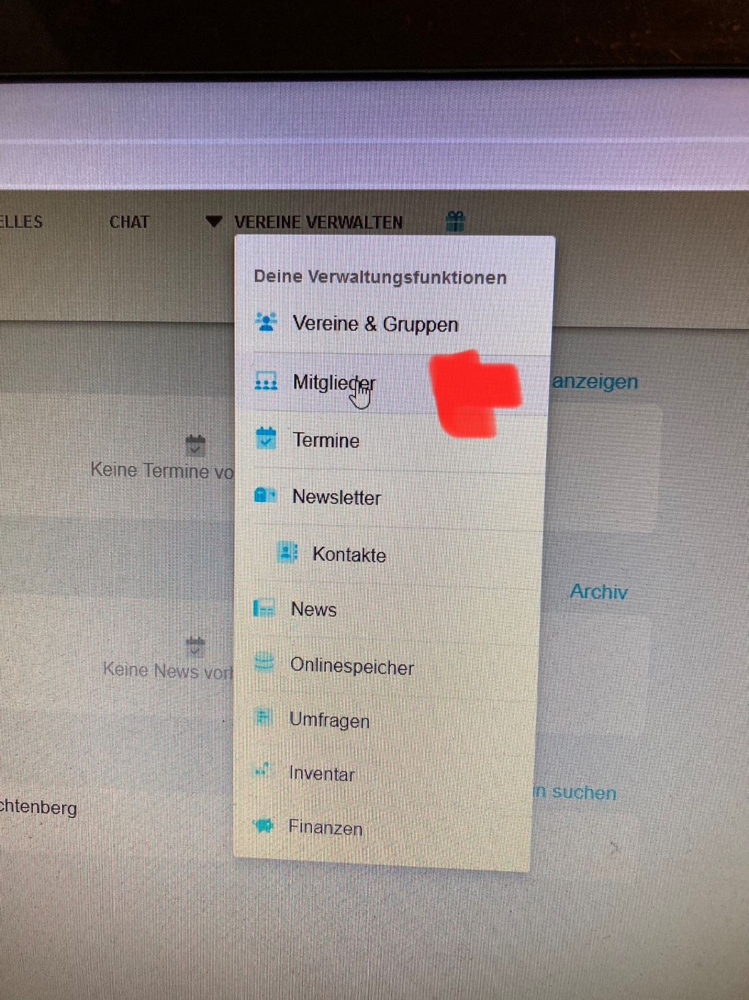 ELLES
CHAT
VEREINE VERWALTEN
Deine Verwaltungsfunktionen
Vereine & Gruppen
Mitglieder
anzeigen
Termine
Keine Termine vo
Newsletter
Kontakte
Archiv
News
Keine News vorh
Onlinespeicher
Umfragen
Inventar
n suchen
chtenberg
Finanzen